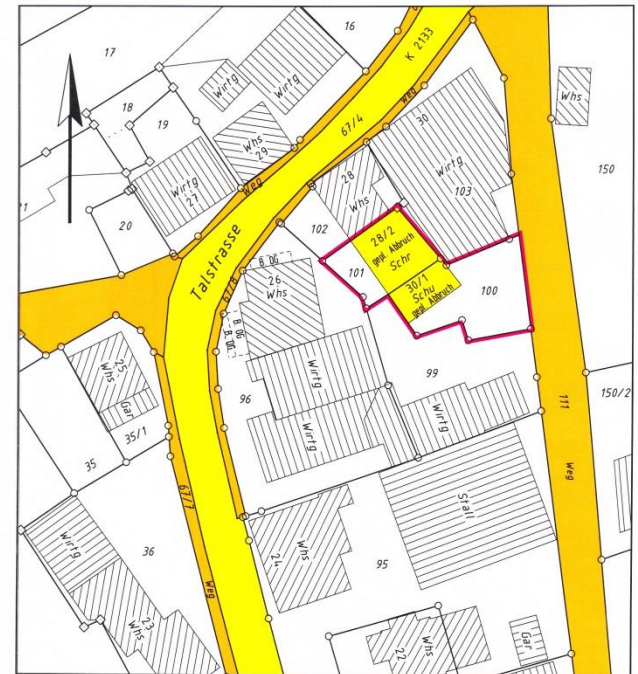 17
16
K 2133
18
Wirtg
Wirtg
19
Whs
29
67/4
weg
30
Whs
150
Wirtg
27
Weg
Wirtg
103
28
Whs
20
102
Talstrasse
28/2
gepl. Abbruch
Schr
101
30/1
Schu
gepl. Abbruch
100
B. DG
26
Whs
67/8
B. DG
25
Whs
Gar
Wirtg
96
99
Wirtg
Wirtg
111
150/2
35/1
35
Weg
67/7
Stall
Wirtg
36
24
Whs
95
Weg
23
Whs
22
Whs
Gar